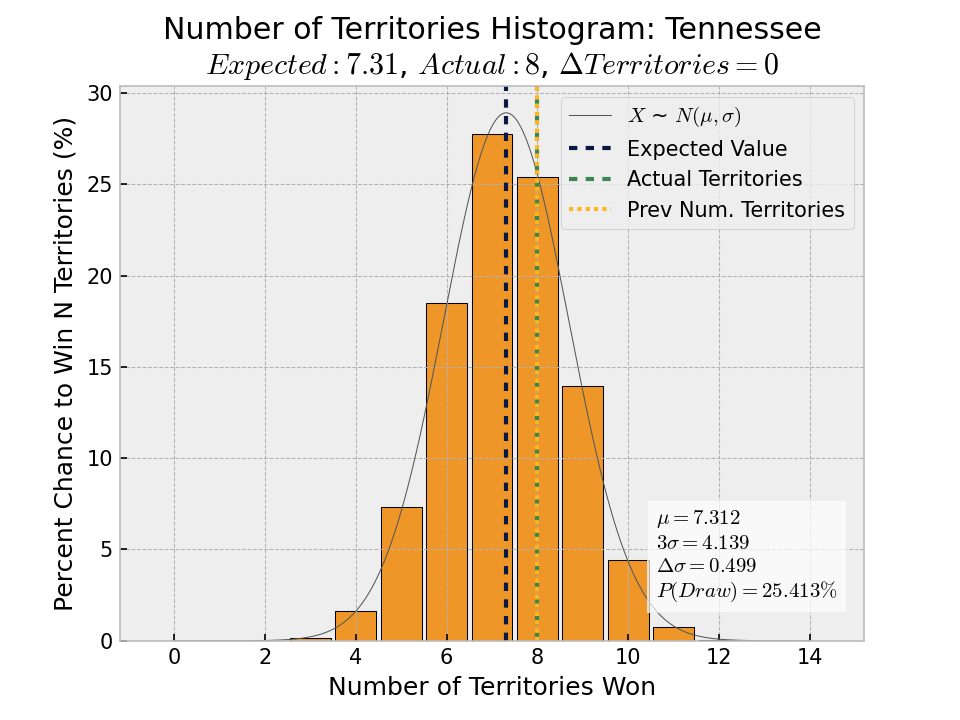 Number of Territories Histogram: Tennessee
Expected : 7.31, Actual : 8, ΔTerritories = 0
Percent Chance to Win N Territories (%)
30
25
20
15
10
5
0
X ~ N(μ, σ)
Expected Value
Actual Territories
Prev Num. Territories
μ = 7.312
3σ = 4.139
Δσ = 0.499
P(Draw) = 25.413%
0 2 4 6 8 10 12 14
Number of Territories Won